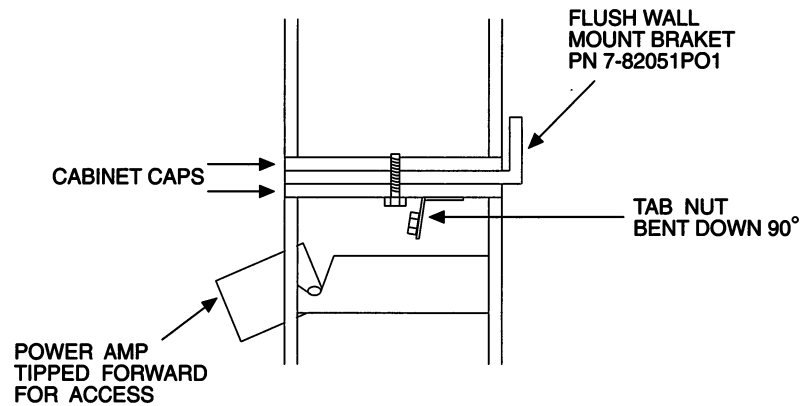 FLUSH WALL
MOUNT BRAKET
PN 7-82051PO1
CABINET CAPS
TAB NUT
BENT DOWN 90°
POWER AMP
TIPPED FORWARD
FOR ACCESS